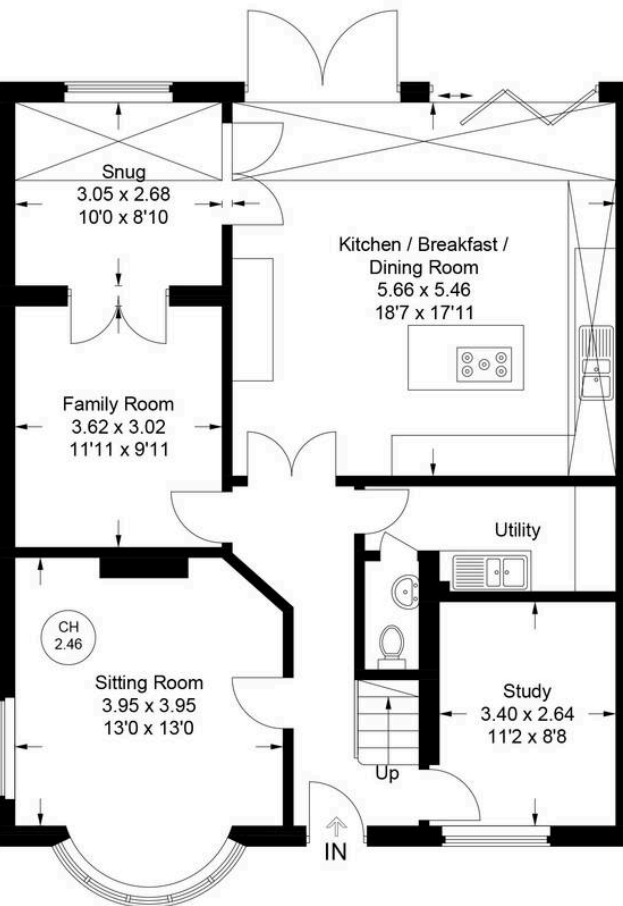 Snug
3.05 x 2.68
10'0 x 8'10
Kitchen / Breakfast /
Dining Room
5.66 x 5.46
18'7 x 17'11
Family Room
3.62 x 3.02
11'11 x 9'11
Utility
CH
2.46
Sitting Room
3.95 x 3.95
13'0 x 13'0
Study
3.40 x 2.64
11'2 x 8'8
Up
IN